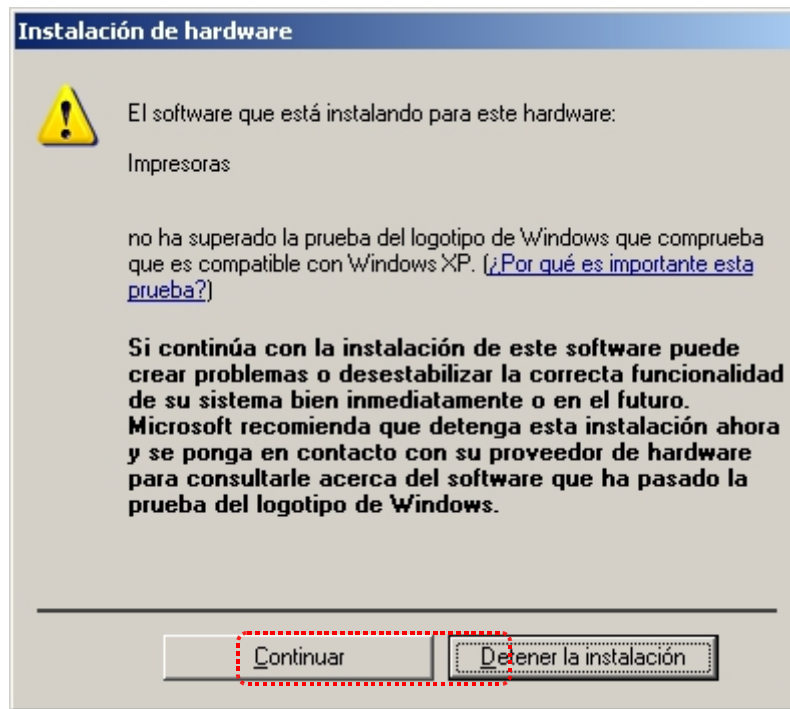 Instalación de hardware
El software que está instalando para este hardware:
Impresoras
no ha superado la prueba del logotipo de Windows que comprueba
que es compatible con Windows XP. (¿Por qué es importante esta
prueba?)
Si continúa con la instalación de este software puede
crear problemas o desestabilizar la correcta funcionalidad
de su sistema bien inmediatamente o en el futuro.
Microsoft recomienda que detenga esta instalación ahora
y se ponga en contacto con su proveedor de hardware
para consultarle acerca del software que ha pasado la
prueba del logotipo de Windows.
Continuar
Detener la instalación